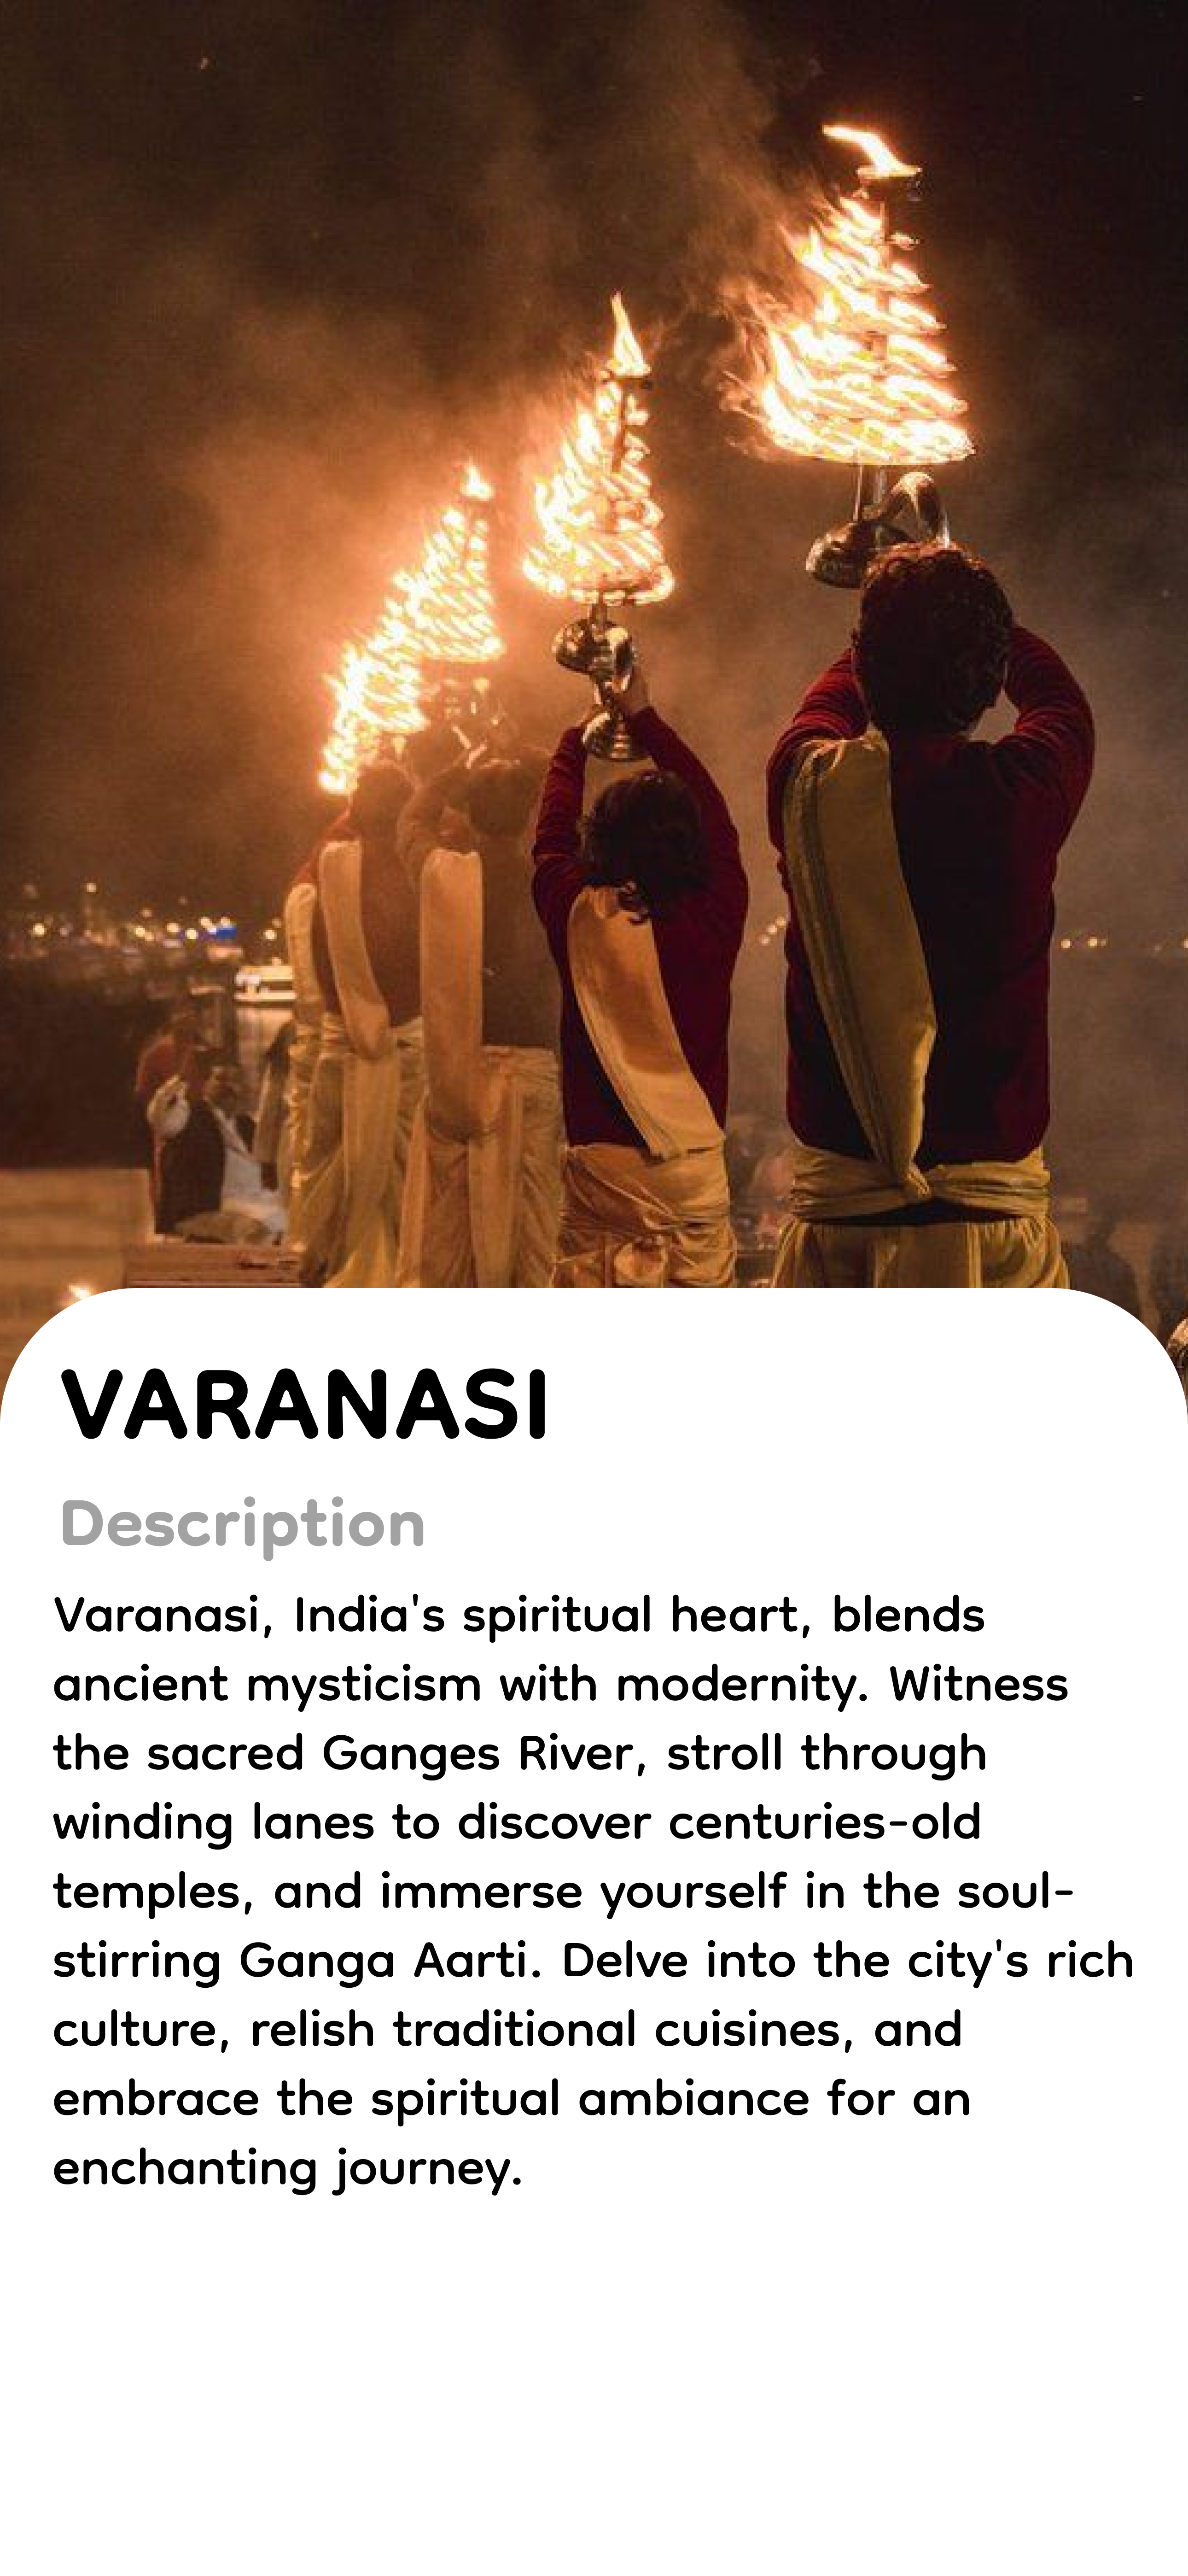 VARANASI
Description
Varanasi, India's spiritual heart, blends
ancient mysticism with modernity. Witness
the sacred Ganges River, stroll through
winding lanes to discover centuries-old
temples, and immerse yourself in the soul-
stirring Ganga Aarti. Delve into the city's rich
culture, relish traditional cuisines, and
embrace the spiritual ambiance for an
enchanting journey.